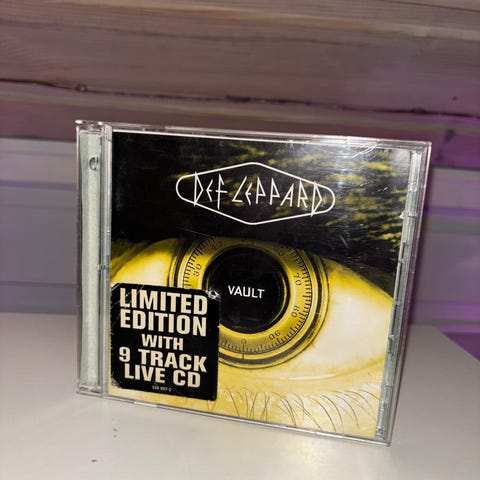 DEF LEPPARD
VAULT
LIMITED
EDITION
WITH
9 TRACK
LIVE CD